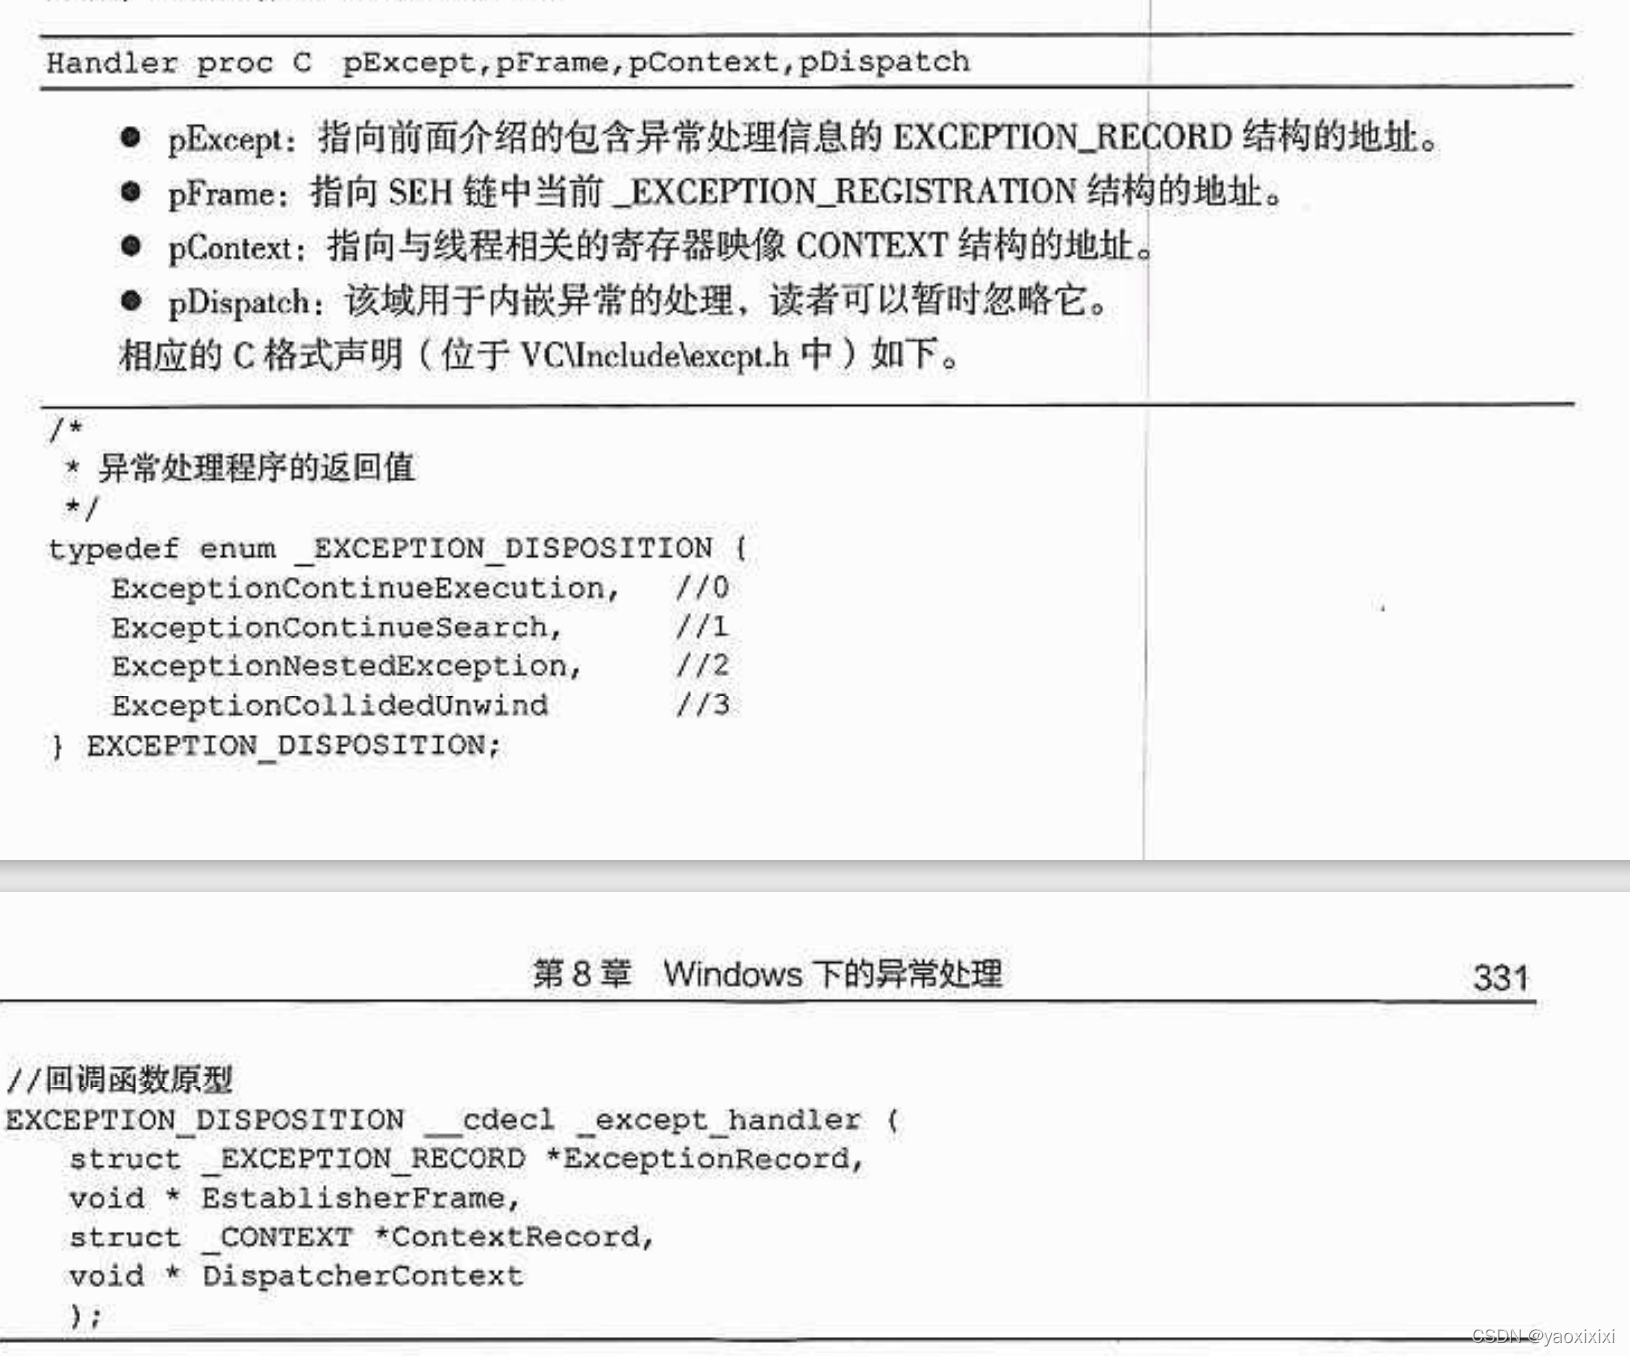 Handler proc C pExcept,pFrame,pContext,pDispatch
● pExcept：指向前面介绍的包含异常处理信息的 EXCEPTION_RECORD 结构的地址。
● pFrame：指向 SEH 链中当前 _EXCEPTION_REGISTRATION 结构的地址。
● pContext：指向与线程相关的寄存器映像 CONTEXT 结构的地址。
● pDispatch：该域用于内嵌异常的处理，读者可以暂时忽略它。
相应的 C 格式声明（位于 VC\Include\excpt.h 中）如下。
/*
 * 异常处理程序的返回值
 */
typedef enum _EXCEPTION_DISPOSITION {
    ExceptionContinueExecution,   //0
    ExceptionContinueSearch,      //1
    ExceptionNestedException,     //2
    ExceptionCollidedUnwind       //3
} EXCEPTION_DISPOSITION;
第 8 章 Windows 下的异常处理 331
//回调函数原型
EXCEPTION_DISPOSITION __cdecl _except_handler (
    struct _EXCEPTION_RECORD *ExceptionRecord,
    void * EstablisherFrame,
    struct _CONTEXT *ContextRecord,
    void * DispatcherContext
    );
CSDN @yaoxixixi